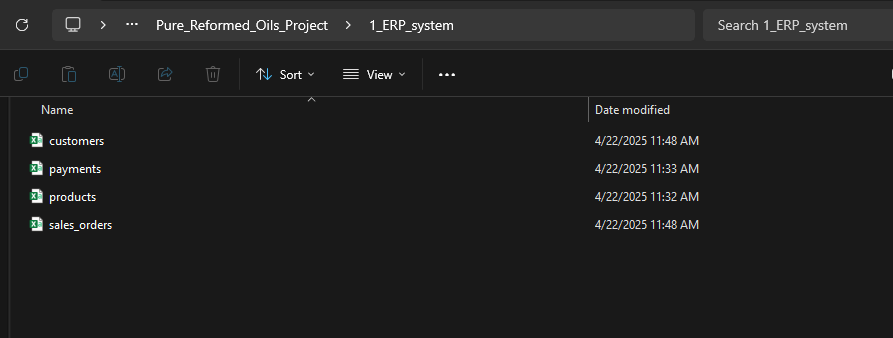 Pure_Reformed_Oils_Project > 1_ERP_system Search 1_ERP_system
Sort View
Name Date modified
customers 4/22/2025 11:48 AM
payments 4/22/2025 11:33 AM
products 4/22/2025 11:32 AM
sales_orders 4/22/2025 11:48 AM